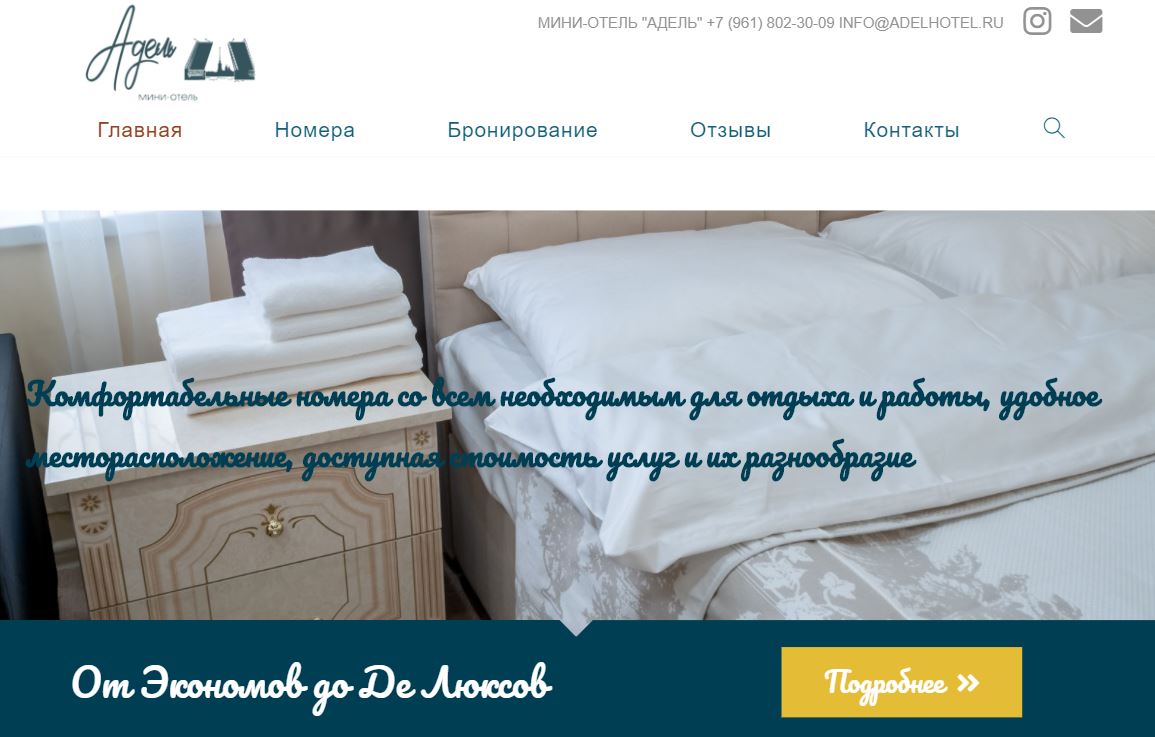 Адель
мини-отель
МИНИ-ОТЕЛЬ "АДЕЛЬ" +7 (961) 802-30-09 INFO@ADELHOTEL.RU
Главная Номера Бронирование Отзывы Контакты
Комфортабельные номера со всем необходимым для отдыха и работы, удобное
месторасположение, доступная стоимость услуг и их разнообразие
От Экономов до Де Люксов
Подробнее